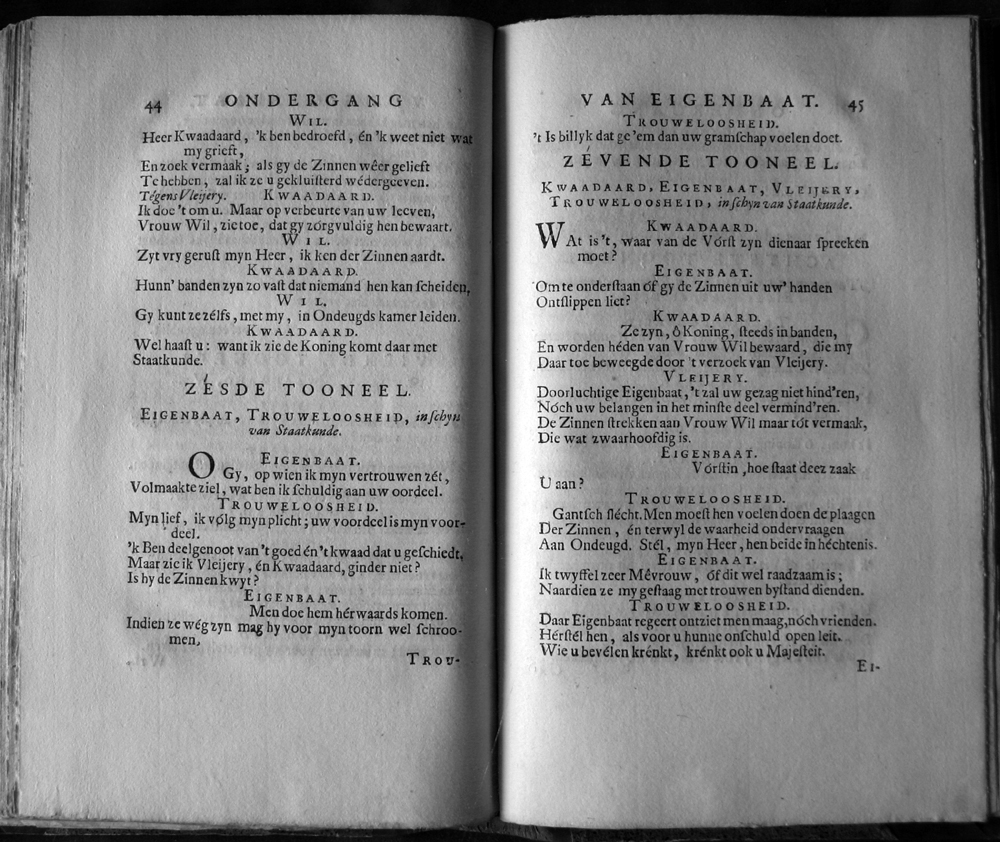 44 ONDERGANG
WIL.
Heer Kwaadaard, 'k ben bedroefd, én 'k weet niet wat
my grieft,
En zoek vermaak; als gy de Zinnen wéer gelieft
Te hebben, zal ik ze u gekluisterd wédergeeven.
Tégens Vleijery. KWAADAARD.
Ik doe 't om u. Maar op verbeurte van uw leeven,
Vrouw Wil, zie toe, dat gy zórgvuldig hen bewaart.
WIL.
Zyt vry gerust myn Heer, ik ken der Zinnen aardt.
KWAADAARD.
Hunn' banden zyn zo vast dat niemand hen kan scheiden,
WIL.
Gy kunt ze zélfs, met my, in Ondeugds kamer leiden.
KWAADAARD.
Wel haast u: want ik zie de Koning komt daar met
Staatkunde.
ZÉSDE TOONEEL.
EIGENBAAT, TROUWELOOSHEID, in schyn
van Staatkunde.
EIGENBAAT.
O Gy, op wien ik myn vertrouwen zét,
Volmaakte ziel, wat ben ik schuldig aan uw oordeel.
TROUWELOOSHEID.
Myn lief, ik vólg myn plicht; uw voordeel is myn voor-
deel.
'k Ben deelgenoot van 't goed én 't kwaad dat u geschiedt,
Maar zie ik Vleijery, én Kwaadaard, ginder niet?
Is hy de Zinnen kwyt?
EIGENBAAT.
Men doe hem hérwaards komen.
Indien ze wég zyn mag hy voor myn toorn wel schroo-
men.
TROU-
VAN EIGENBAAT. 45
TROUWELOOSHEID.
't Is billyk dat ge 'em dan uw gramschap voelen doet.
ZÉVENDE TOONEEL.
KWAADAARD, EIGENBAAT, VLEIJERY,
TROUWELOOSHEID, in schyn van Staatkunde.
KWAADAARD.
WAt is 't, waar van de Vórst zyn dienaar spreeken
moet?
EIGENBAAT.
Om te onderstaan óf gy de Zinnen uit uw' handen
Ontslippen liet?
KWAADAARD.
Ze zyn, ô Koning, steeds in banden,
En worden héden van Vrouw Wil bewaard, die my
Daar toe beweegde door 't verzoek van Vleijery.
VLEIJERY.
Doorluchtige Eigenbaat, 't zal uw gezag niet hind'ren,
Nóch uw belangen in het minste deel vermind'ren.
De Zinnen strekken aan Vrouw Wil maar tót vermaak,
Die wat zwaarhoofdig is.
EIGENBAAT.
Vórstin, hoe staat deez zaak
U aan?
TROUWELOOSHEID.
Gantsch slécht. Men moest hen voelen doen de plaagen
Der Zinnen, én terwyl de waarheid ondervraagen
Aan Ondeugd. Stél, myn Heer, hen beide in héchtenis.
EIGENBAAT.
Ik twyffel zeer Mêvrouw, óf dit wel raadzaam is;
Naardien ze my gestaag met trouwen bystand dienden.
TROUWELOOSHEID.
Daar Eigenbaat regeert ontziet men maag, nóch vrienden.
Hérstél hen, als voor u hunne onschuld open leit.
Wie u bevélen krénkt, krénkt ook u Majesteit.
EI-